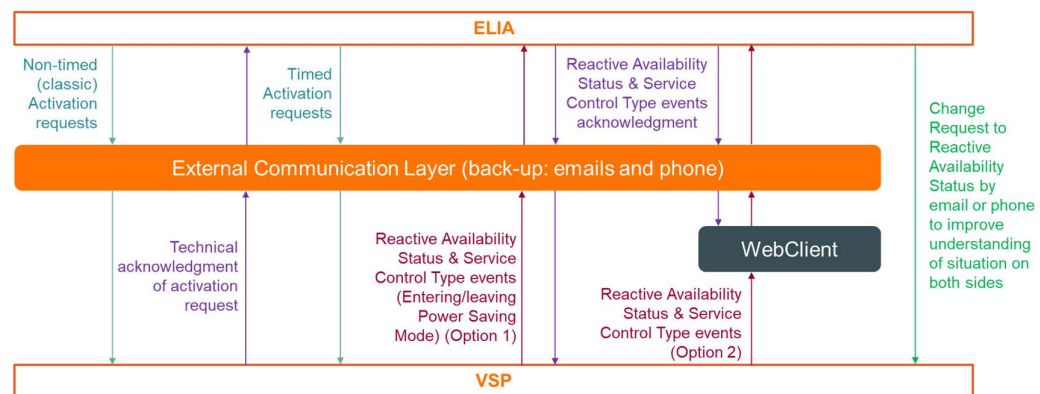 ELIA
Non-timed
(classic)
Activation
requests
Timed
Activation
requests
Reactive Availability
Status & Service
Control Type events
acknowledgment
Change
Request to
Reactive
Availability
Status by
email or phone
to improve
understanding
of situation on
both sides
External Communication Layer (back-up: emails and phone)
Technical
acknowledgment
of activation
request
Reactive Availability
Status & Service
Control Type events
(Entering/leaving
Power Saving
Mode) (Option 1)
WebClient
Reactive Availability
Status & Service
Control Type events
(Option 2)
VSP